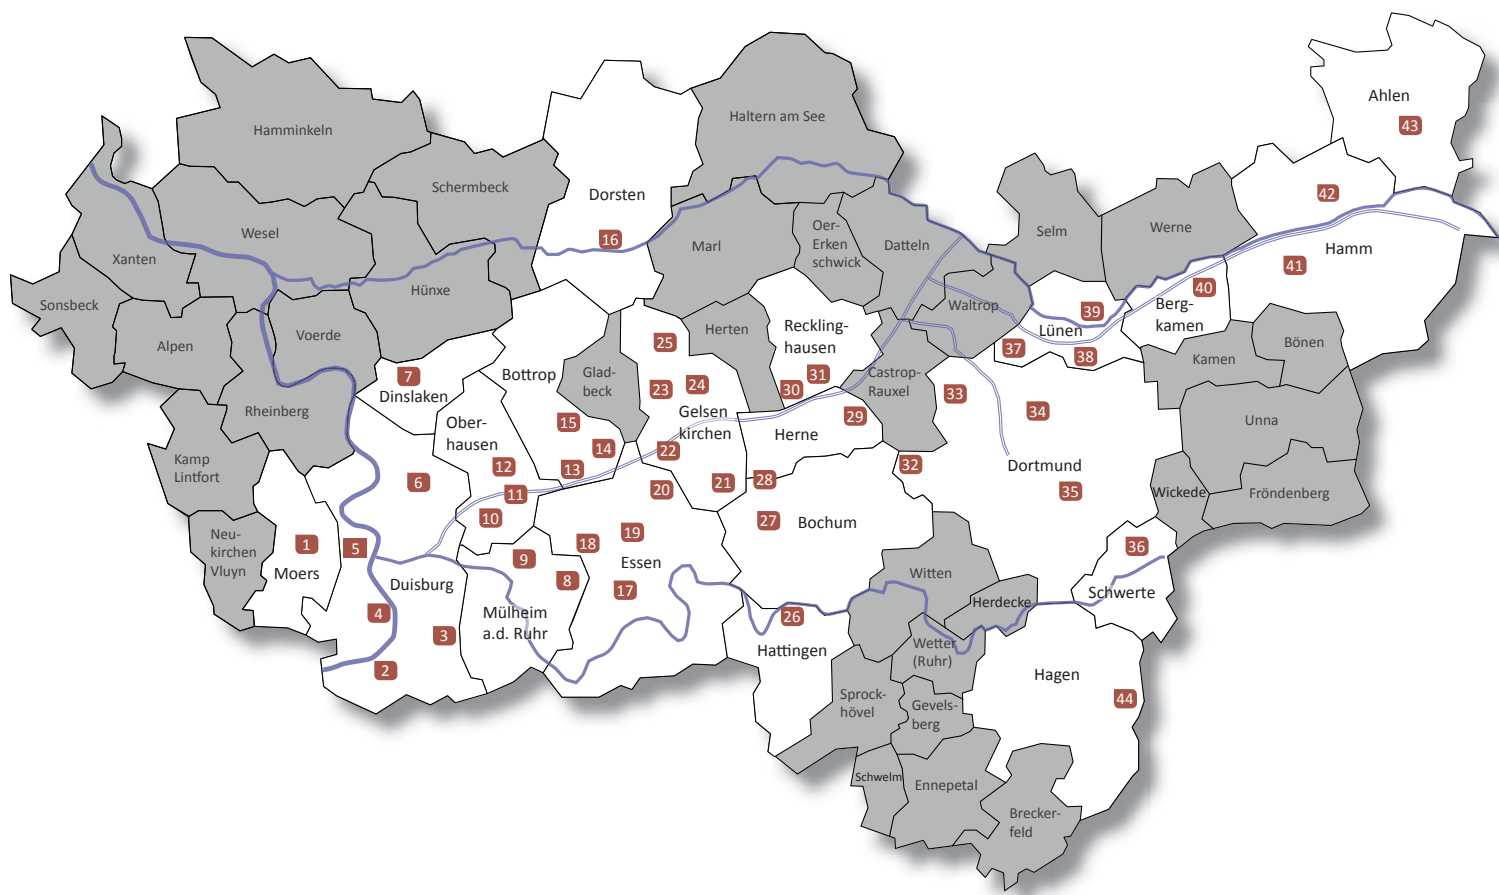 Ahlen
43
Hamminkeln
Haltern am See
Schermbeck
Dorsten
42
Wesel
Oer-
Erken
schwick
Selm
Werne
16
Datteln
Marl
Hamm
Xanten
41
Sonsbeck
Hünxe
40
Waltrop
39
Berg-
kamen
Voerde
Herten
Reckling-
hausen
Lünen
Alpen
25
37
38
Kamen
Bönen
7
Bottrop
Glad-
beck
31
Castrop-
Rauxel
Dinslaken
23
24
30
33
Rheinberg
Gelsen
kirchen
29
34
Unna
Ober-
hausen
15
Herne
14
22
Kamp
Lintfort
12
13
32
Dortmund
6
21
28
20
35
Wickede
Fröndenberg
11
10
27
Bochum
Neu-
kirchen
Vluyn
1
5
18
19
36
9
Essen
Moers
Duisburg
8
17
Witten
Schwerte
Herdecke
4
Mülheim
a.d. Ruhr
26
3
Hattingen
Wetter
(Ruhr)
2
Hagen
Sprock-
hövel
Gevels-
berg
44
Schwelm
Ennepetal
Brecker-
feld